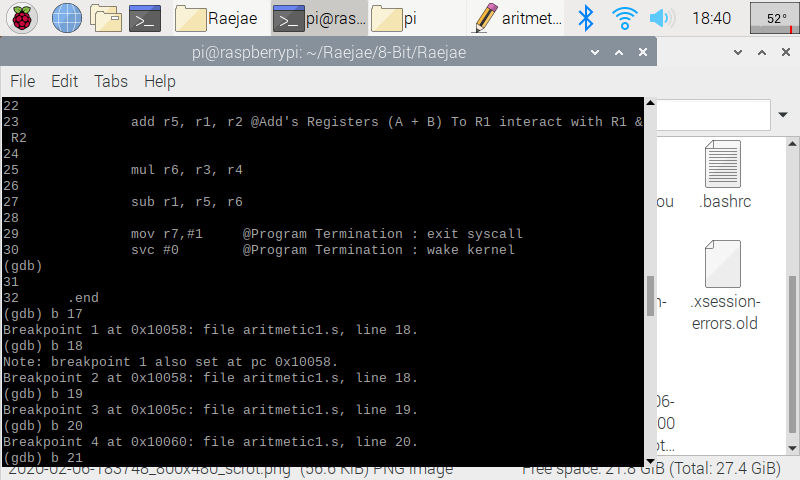 Raejae
pi@ras...
pi
aritmet...
18:40
52°
pi@raspberrypi: ~/Raejae/8-Bit/Raejae
File Edit Tabs Help
22
23 add r5, r1, r2 @Add's Registers (A + B) To R1 interact with R1 &
R2
24
25 mul r6, r3, r4
26
27 sub r1, r5, r6
28
29 mov r7,#1 @Program Termination : exit syscall
30 svc #0 @Program Termination : wake kernel
(gdb)
31
32 .end
(gdb) b 17
Breakpoint 1 at 0x10058: file aritmetic1.s, line 18.
(gdb) b 18
Note: breakpoint 1 also set at pc 0x10058.
Breakpoint 2 at 0x10058: file aritmetic1.s, line 18.
(gdb) b 19
Breakpoint 3 at 0x1005c: file aritmetic1.s, line 19.
(gdb) b 20
Breakpoint 4 at 0x10060: file aritmetic1.s, line 20.
(gdb) b 21
ou
.bashrc
n-
.xsession-
errors.old
06-
00
ot...
2020-02-06-183748_800x480_scrot.png (56.6 KiB) PNG image
Free space: 21.8 GiB (Total: 27.4 GiB)